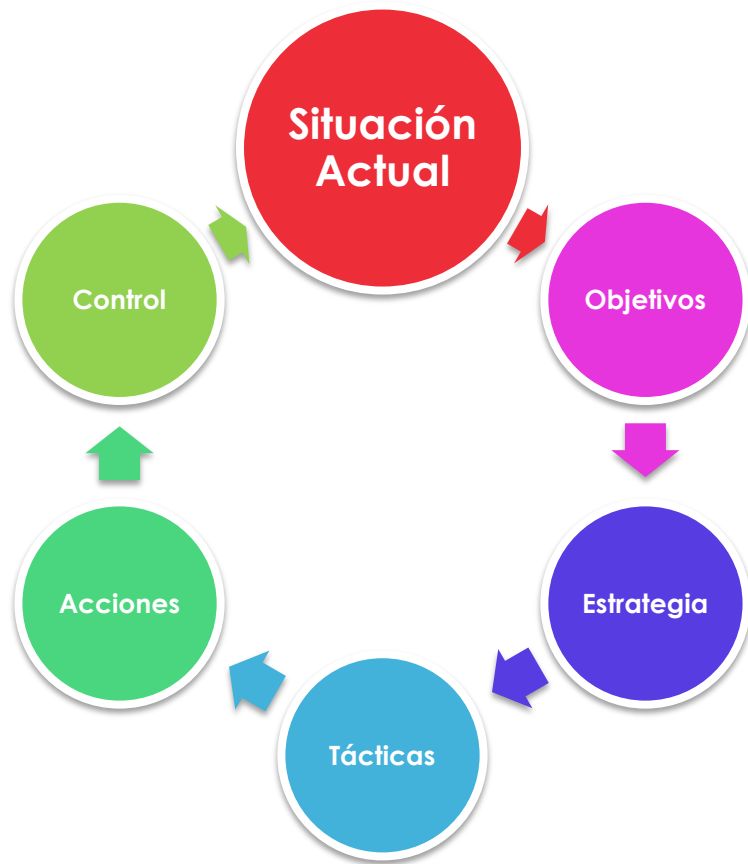 Situación
Actual
Objetivos
Estrategia
Tácticas
Acciones
Control